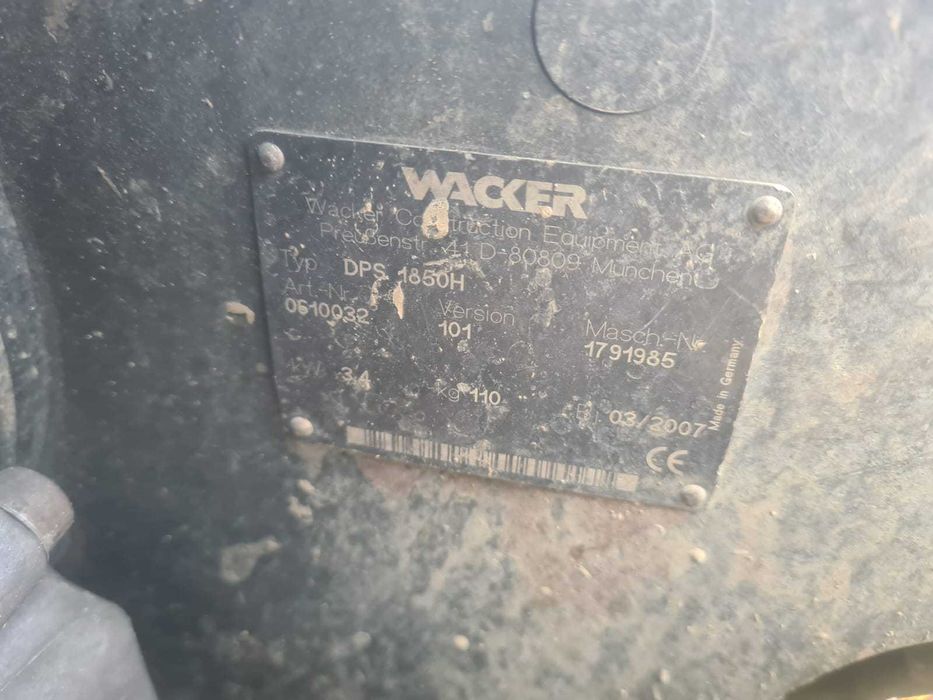 WACKER
Wacker Construction Equipment AG
Preußenstr. 41 D-80809 München
Typ DPS 1850H
Art.-Nr. Version Masch.-Nr.
0610032 101 1791985
kW 3,4 kg 110 03/2007
Made in Germany
CE